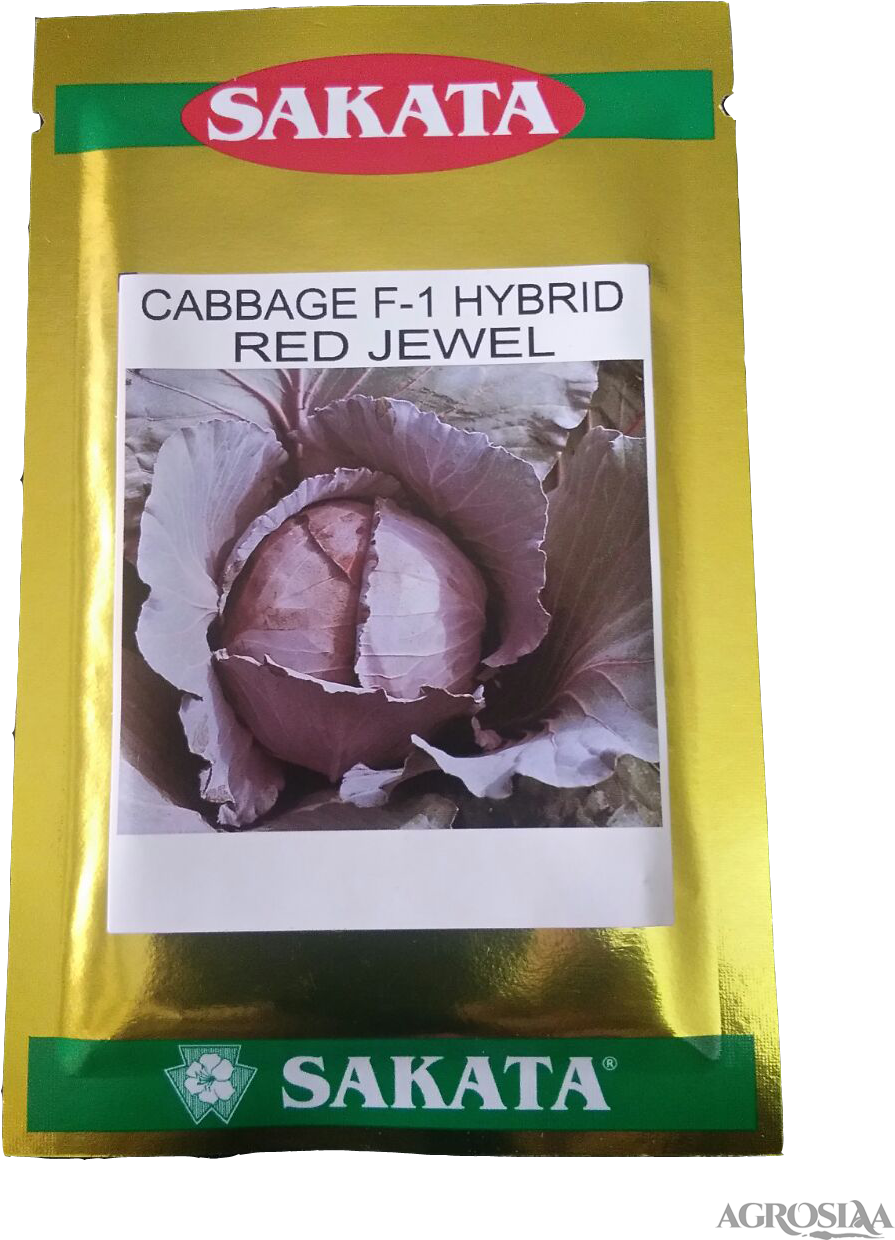 SAKATA
CABBAGE F-1 HYBRID
RED JEWEL
SAKATA®
AGROSIAA